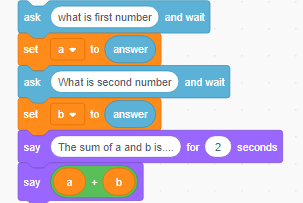 ask what is first number and wait
set a to answer
ask What is second number and wait
set b to answer
say The sum of a and b is.... for 2 seconds
say a + b